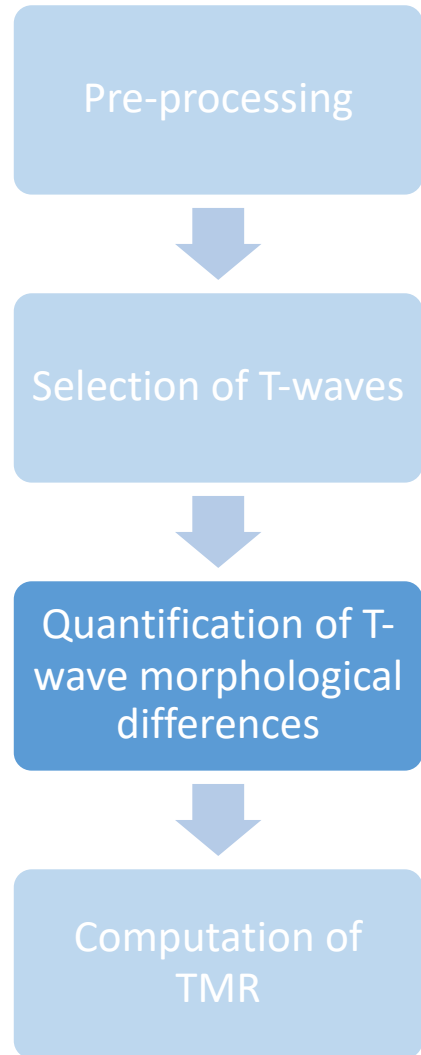 Pre-processing
Selection of T-waves
Quantification of T-
wave morphological
differences
Computation of
TMR